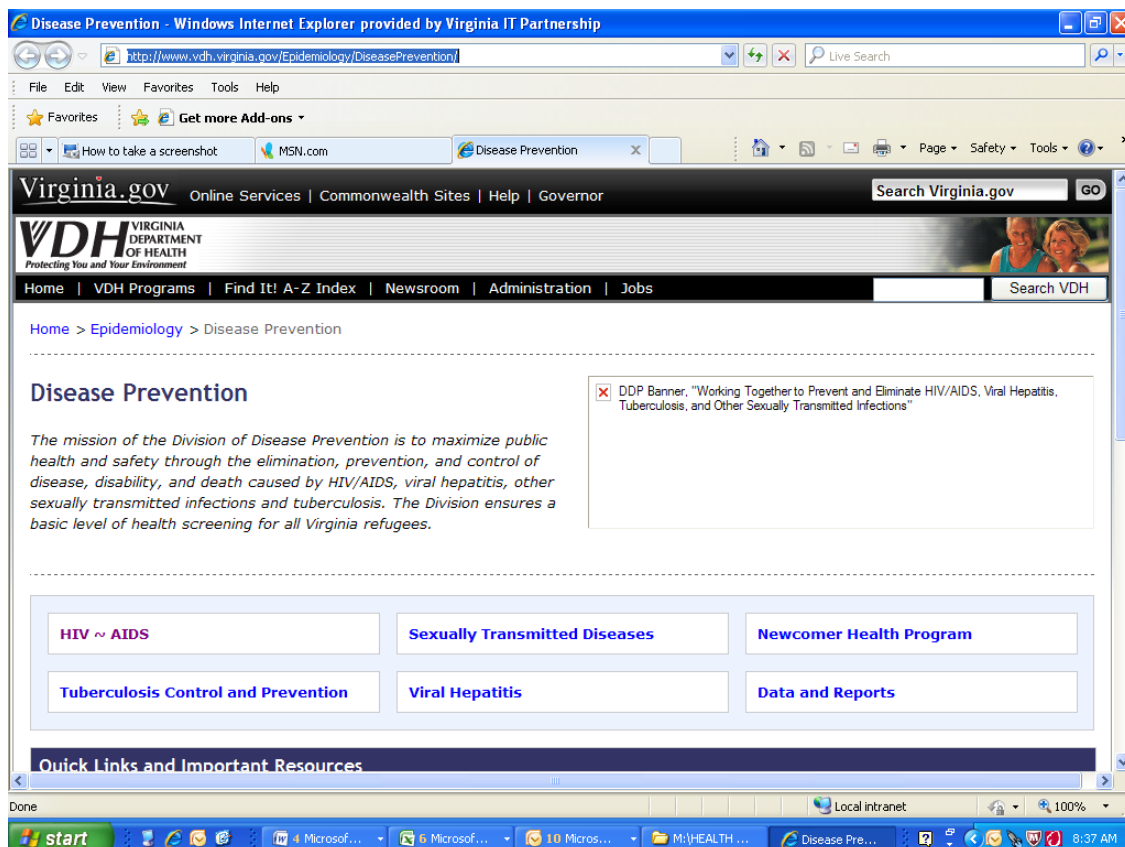 Disease Prevention - Windows Internet Explorer provided by Virginia IT Partnership
http://www.vdh.virginia.gov/Epidemiology/DiseasePrevention/
Live Search
File Edit View Favorites Tools Help
Favorites Get more Add-ons
How to take a screenshot MSN.com Disease Prevention Page Safety Tools
Virginia.gov Online Services | Commonwealth Sites | Help | Governor Search Virginia.gov GO
VDH VIRGINIA
DEPARTMENT
OF HEALTH
Protecting You and Your Environment
Home | VDH Programs | Find It! A-Z Index | Newsroom | Administration | Jobs Search VDH
Home > Epidemiology > Disease Prevention
Disease Prevention
The mission of the Division of Disease Prevention is to maximize public
health and safety through the elimination, prevention, and control of
disease, disability, and death caused by HIV/AIDS, viral hepatitis, other
sexually transmitted infections and tuberculosis. The Division ensures a
basic level of health screening for all Virginia refugees.
DDP Banner, "Working Together to Prevent and Eliminate HIV/AIDS, Viral Hepatitis,
Tuberculosis, and Other Sexually Transmitted Infections"
HIV ~ AIDS Sexually Transmitted Diseases Newcomer Health Program
Tuberculosis Control and Prevention Viral Hepatitis Data and Reports
Quick Links and Important Resources
Done Local intranet 100%
start 4 Microsof... 6 Microsof... 10 Micros... M:\HEALTH ... Disease Pre... 8:37 AM